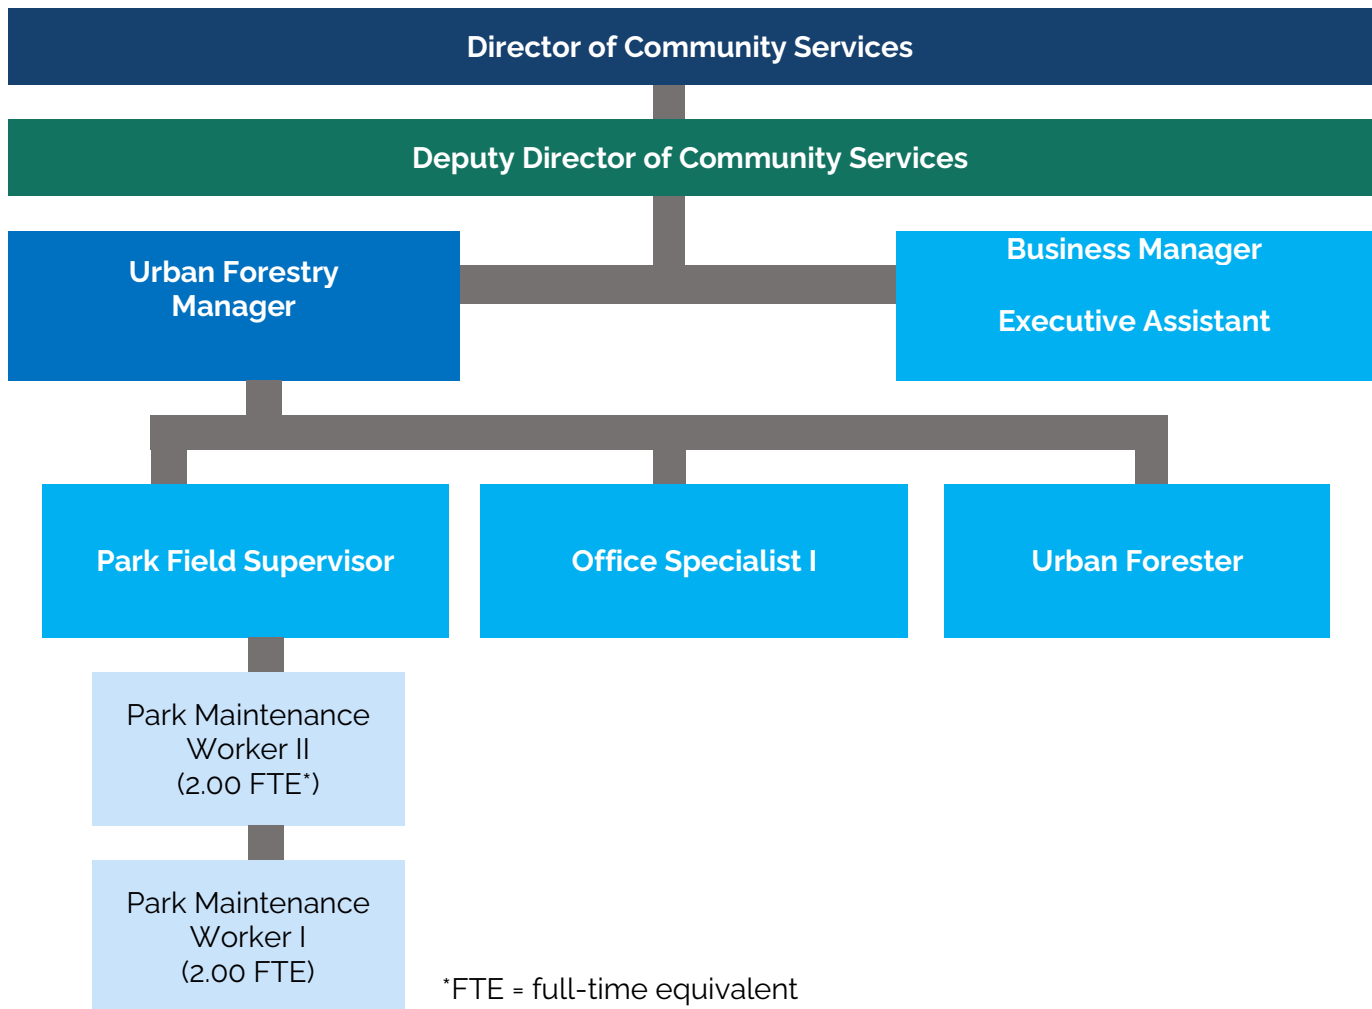 Director of Community Services
Deputy Director of Community Services
Urban Forestry
Manager
Business Manager
Executive Assistant
Park Field Supervisor
Office Specialist I
Urban Forester
Park Maintenance
Worker II
(2.00 FTE*)
Park Maintenance
Worker I
(2.00 FTE)
*FTE = full-time equivalent